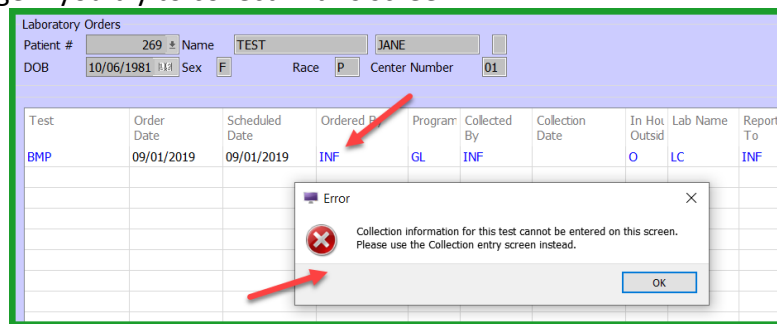 Laboratory Orders
Patient # 269 Name TEST JANE
DOB 10/06/1981 Sex F Race P Center Number 01
Test Order Date Scheduled Date Ordered By Program Collected By Collection Date In Hou Outsid Lab Name Report To
BMP 09/01/2019 09/01/2019 INF GL INF O LC INF
Error
Collection information for this test cannot be entered on this screen.
Please use the Collection entry screen instead.
OK